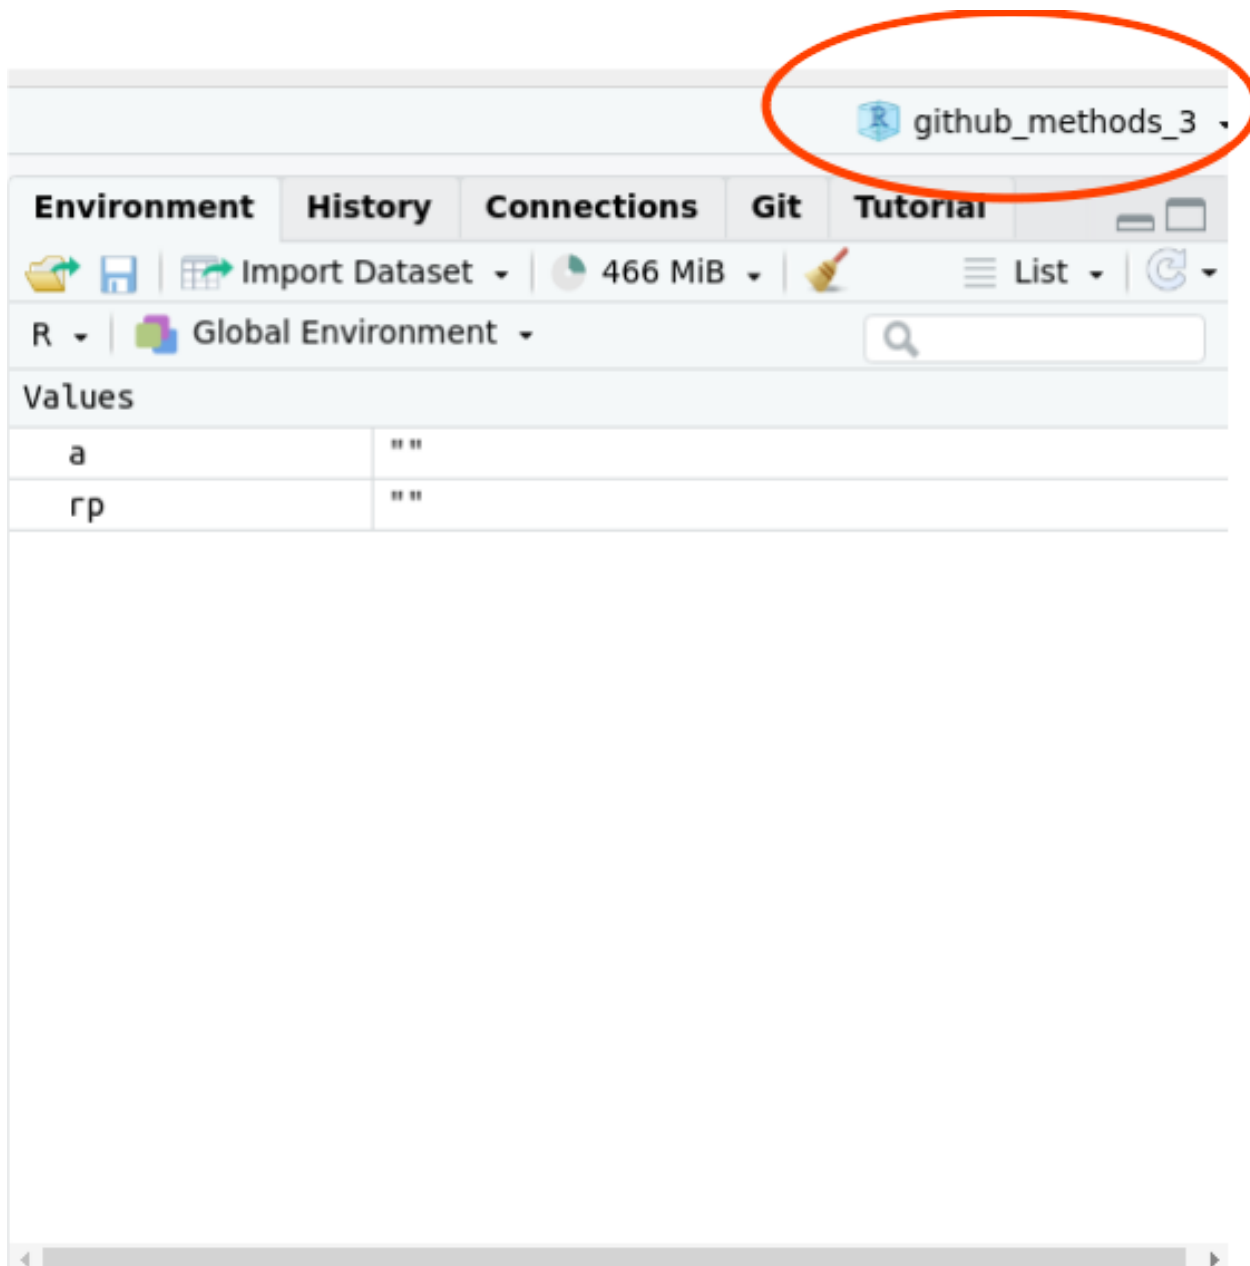 github_methods_3
Environment History Connections Git Tutorial
Import Dataset 466 MiB List
R Global Environment
Values
a ""
rp ""